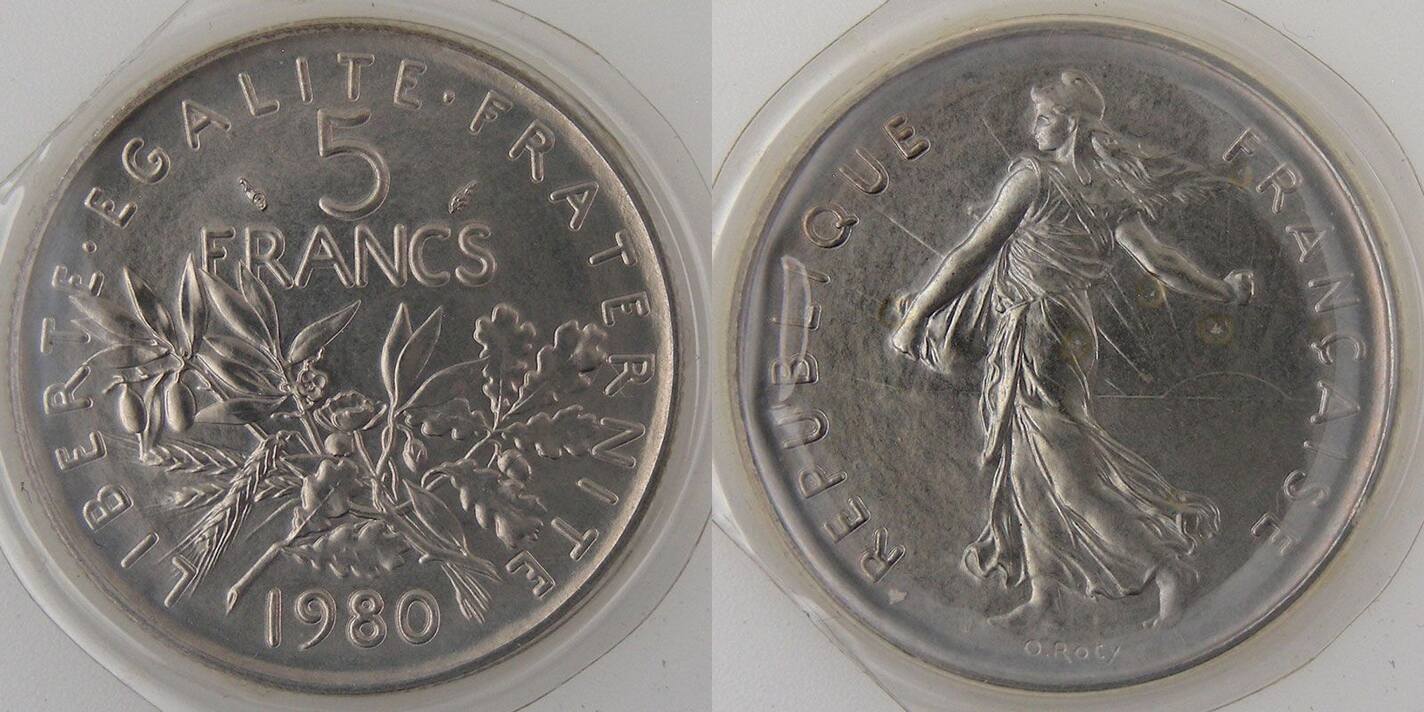 LIBERTE·EGALITE·FRATERNITE
5
FRANCS
1980
REPUBLIQUE FRANÇAISE
O.Roty